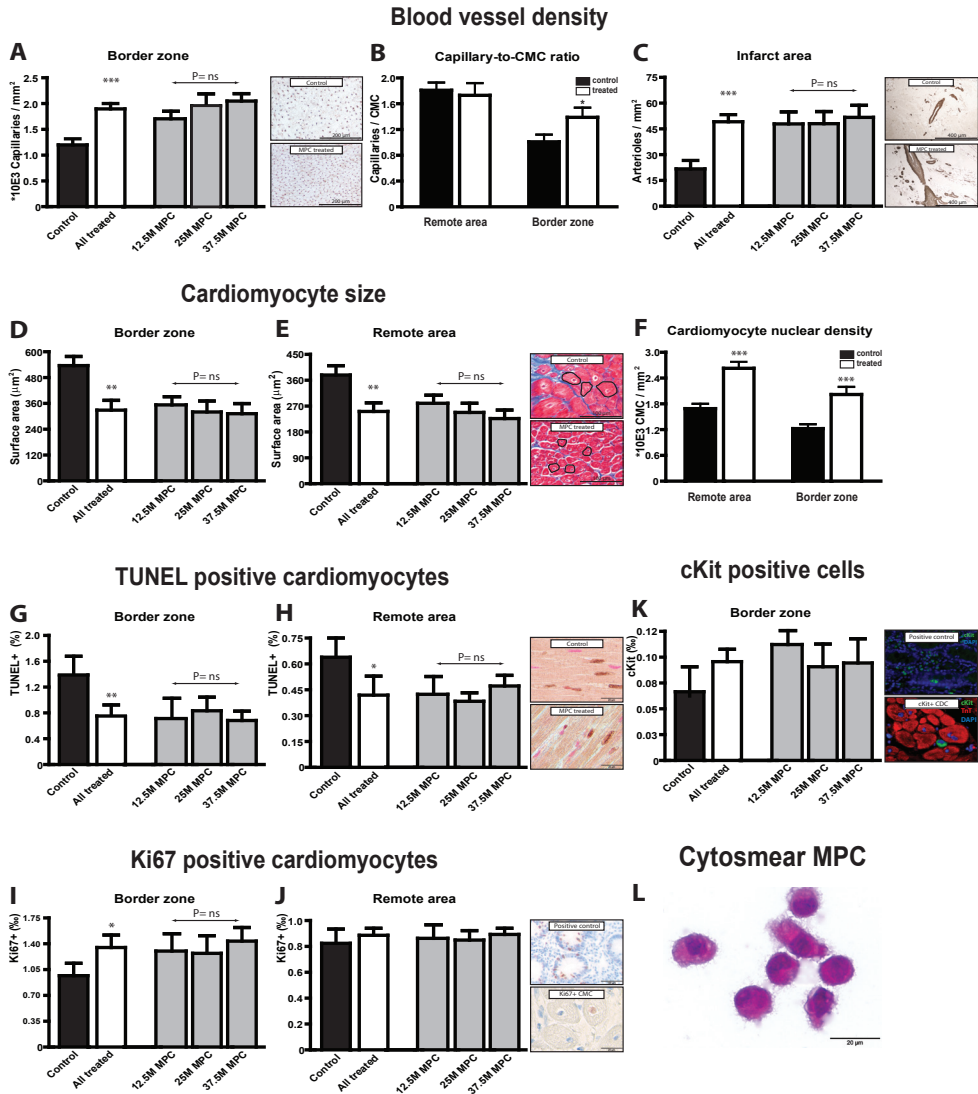 Blood vessel density
A
Border zone
*10E3 Capillaries / mm²
2.0
1.6
1.2
0.8
0.4
0
***
P= ns
Control
All treated
12.5M MPC
25M MPC
37.5M MPC
Control
200 µm
MPC treated
200 µm
B
Capillary-to-CMC ratio
Capillaries / CMC
2.0
1.6
1.2
0.8
0.4
0
control
treated
*
Remote area
Border zone
C
Infarct area
Arterioles / mm²
75
60
45
30
15
0
***
P= ns
Control
All treated
12.5M MPC
25M MPC
37.5M MPC
Control
400 µm
MPC treated
400 µm
Cardiomyocyte size
D
Border zone
Surface area (µm²)
600
480
360
240
120
0
**
P= ns
Control
All treated
12.5M MPC
25M MPC
37.5M MPC
E
Remote area
Surface area (µm²)
450
360
270
180
90
0
**
P= ns
Control
All treated
12.5M MPC
25M MPC
37.5M MPC
Control
MPC treated
F
Cardiomyocyte nuclear density
*10E3 CMC / mm²
3.0
2.4
1.8
1.2
0.6
0
control
treated
***
***
Remote area
Border zone
TUNEL positive cardiomyocytes
G
Border zone
TUNEL+ (%)
2.0
1.6
1.2
0.8
0.4
0
**
P= ns
Control
All treated
12.5M MPC
25M MPC
37.5M MPC
H
Remote area
TUNEL+ (%)
0.75
0.60
0.45
0.30
0.15
0
*
P= ns
Control
All treated
12.5M MPC
25M MPC
37.5M MPC
Control
MPC treated
cKit positive cells
K
Border zone
cKit (‰)
0.12
0.10
0.08
0.05
0.03
0.00
Control
All treated
12.5M MPC
25M MPC
37.5M MPC
Positive control
cKit
DAPI
cKit+ CDC
cKit
TnT
DAPI
Ki67 positive cardiomyocytes
I
Border zone
Ki67+ (‰)
1.75
1.40
1.05
0.70
0.35
0
*
P= ns
Control
All treated
12.5M MPC
25M MPC
37.5M MPC
J
Remote area
Ki67+ (‰)
1.0
0.8
0.6
0.4
0.2
0
Control
All treated
12.5M MPC
25M MPC
37.5M MPC
Positive control
Ki67+ CMC
Cytosmear MPC
L
20 µm